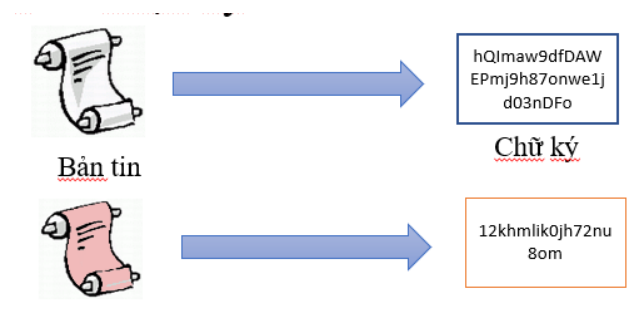 hQImaw9dfDAW
EPmj9h87onwe1j
d03nDFo
Chữ ký
Bản tin
12khmlik0jh72nu
8om